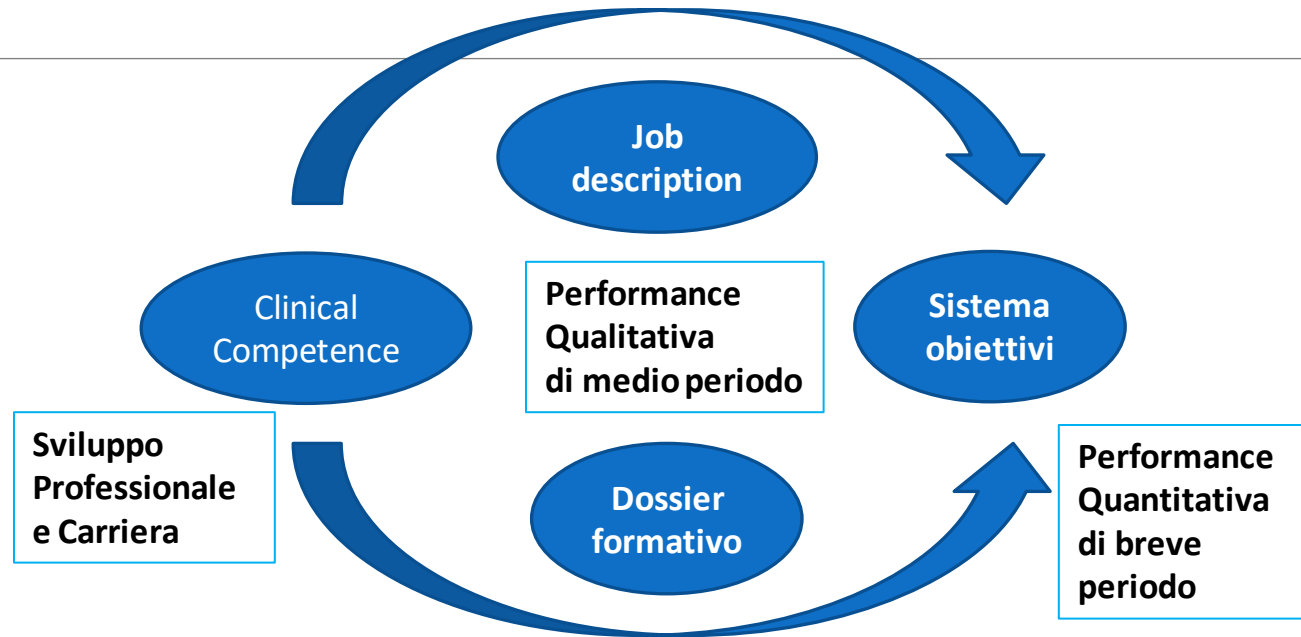 Job
description
Clinical
Competence
Performance
Qualitativa
di medio periodo
Sistema
obiettivi
Sviluppo
Professionale
e Carriera
Dossier
formativo
Performance
Quantitativa
di breve
periodo